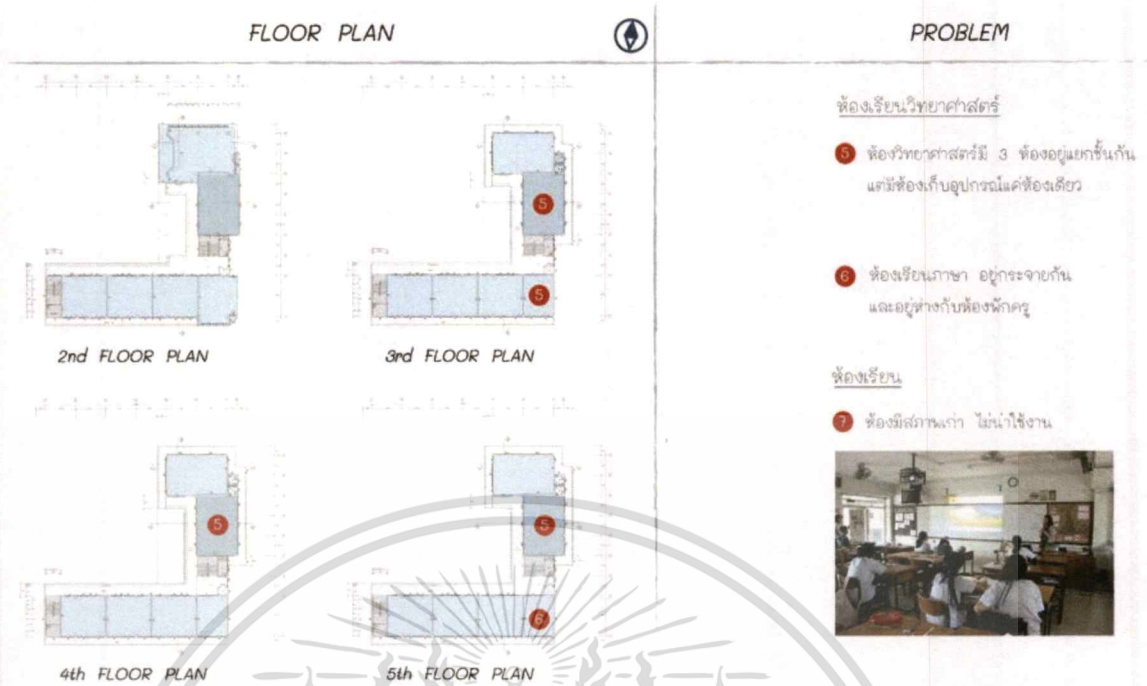 FLOOR PLAN
PROBLEM
ห้องเรียนวิทยาศาสตร์
5 ห้องวิทยาศาสตร์มี 3 ห้องอยู่แยกชั้นกัน
แต่มีห้องเก็บอุปกรณ์แค่ห้องเดียว
6 ห้องเรียนภาษา อยู่กระจายกัน
และอยู่ห่างกับห้องพักครู
ห้องเรียน
7 ห้องมีสภาพเก่า ไม่น่าใช้งาน
5
5
2nd FLOOR PLAN
3rd FLOOR PLAN
5
5
6
4th FLOOR PLAN
5th FLOOR PLAN